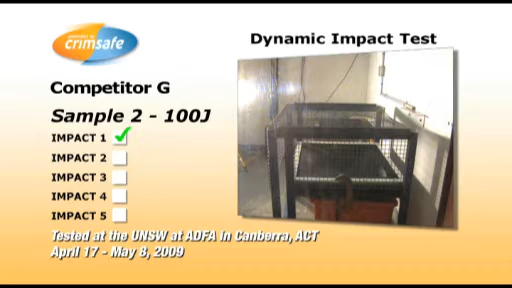 crimsafe
Dynamic Impact Test
Competitor G
Sample 2 - 100J
IMPACT 1
IMPACT 2
IMPACT 3
IMPACT 4
IMPACT 5
Tested at the UNSW at ADFA in Canberra, ACT
April 17 - May 8, 2009